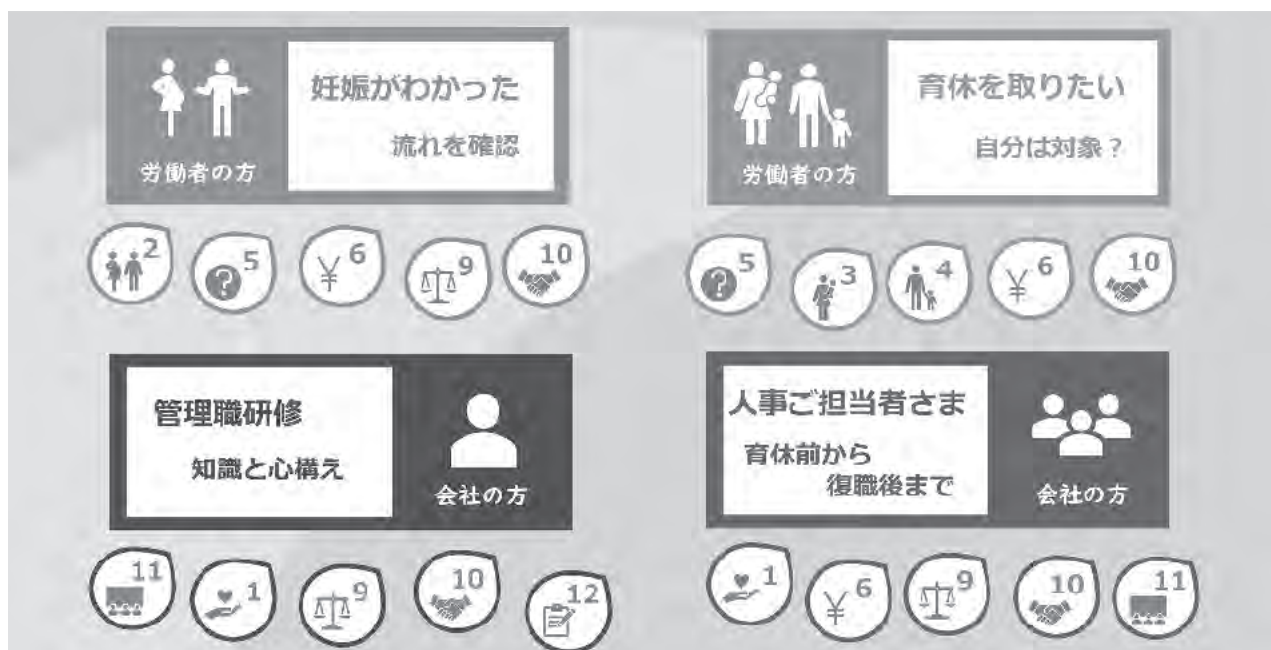 妊娠がわかった
流れを確認
労働者の方
2
5
¥ 6
9
10
育休を取りたい
自分は対象？
労働者の方
5
3
4
¥ 6
10
管理職研修
知識と心構え
会社の方
11
1
9
10
12
人事ご担当者さま
育休前から
復職後まで
会社の方
1
¥ 6
9
10
11